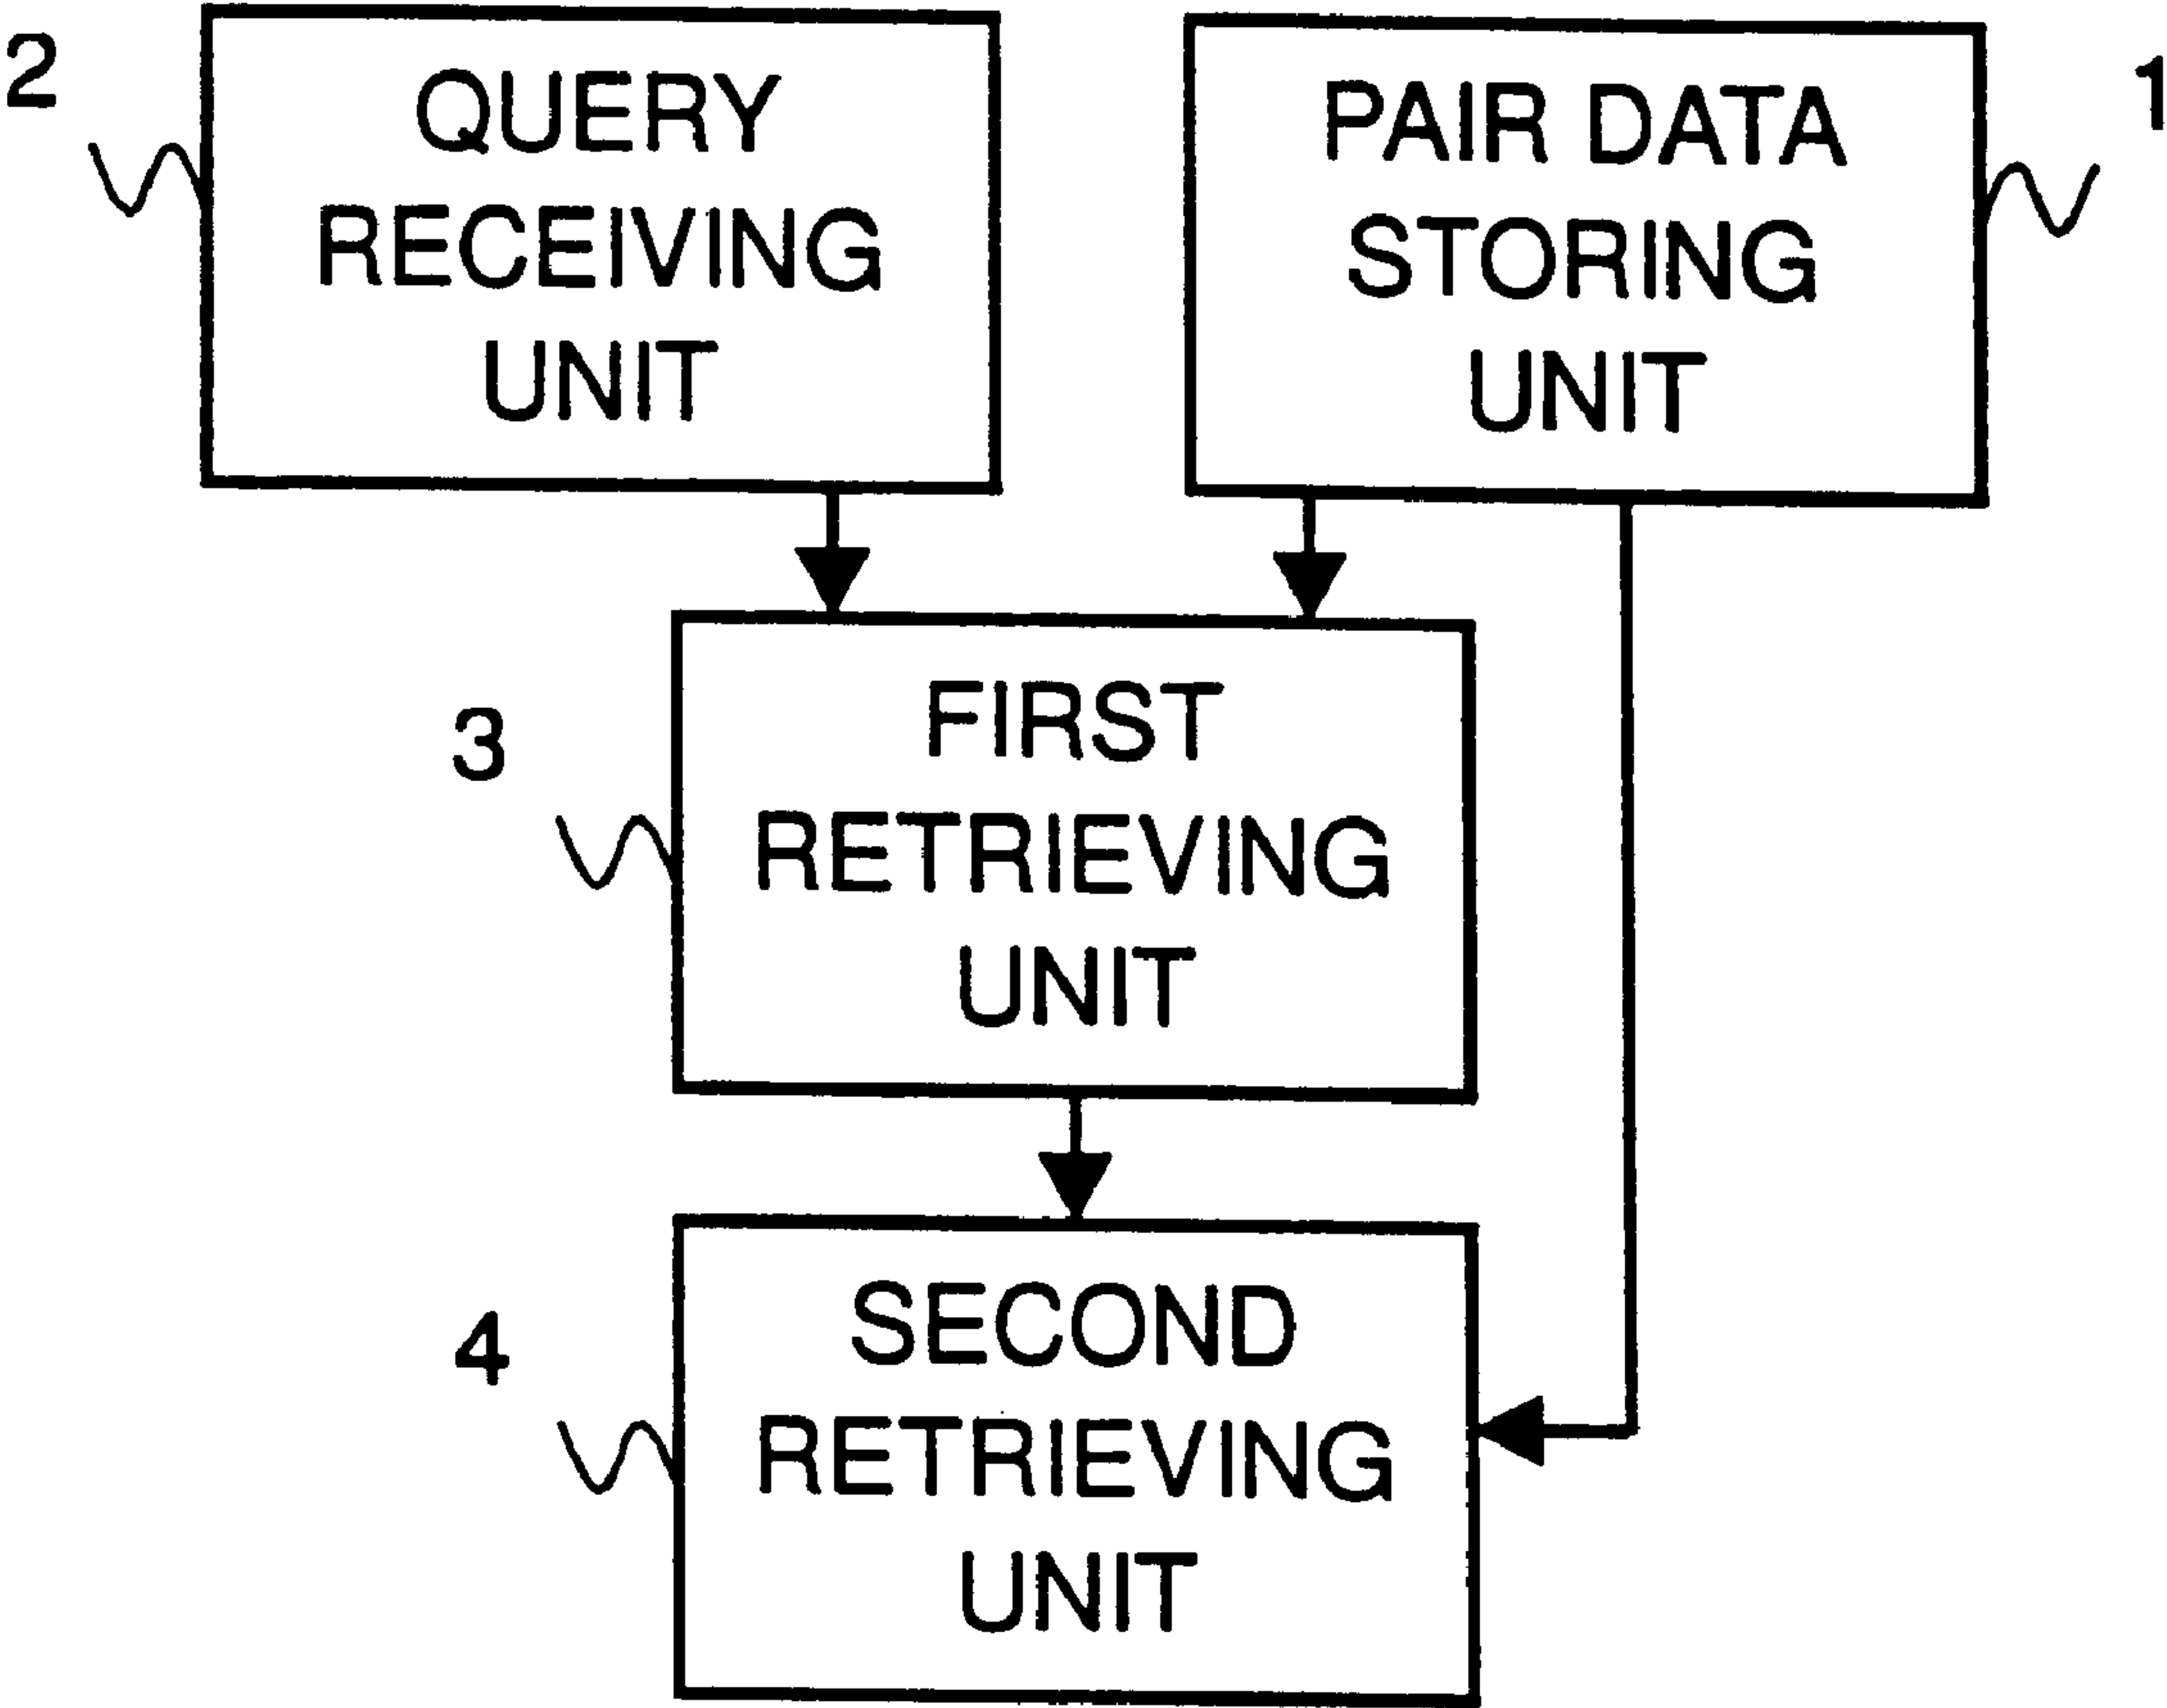 2
QUERY
RECEIVING
UNIT
PAIR DATA
STORING
UNIT
1
3
FIRST
RETRIEVING
UNIT
4
SECOND
RETRIEVING
UNIT